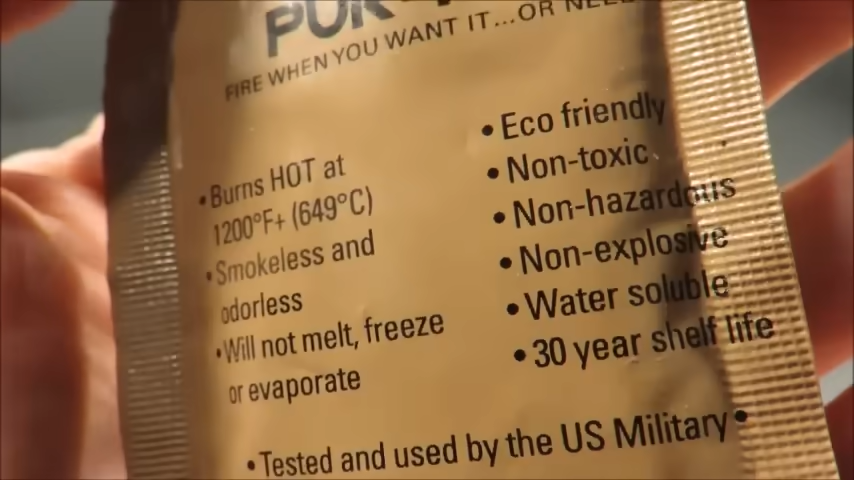 FIRE WHEN YOU WANT IT...OR
• Burns HOT at
1200°F+ (649°C)
• Smokeless and
odorless
• Will not melt, freeze
or evaporate
• Eco friendly
• Non-toxic
• Non-hazardous
• Non-explosive
• Water soluble
• 30 year shelf life
• Tested and used by the US Military •